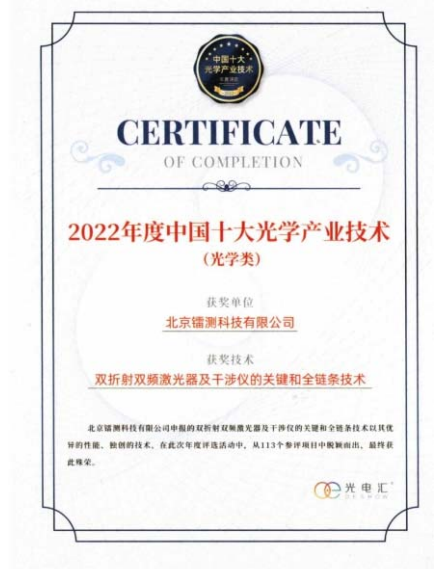 中国十大
光学产业技术
CERTIFICATE
OF COMPLETION
2022年度中国十大光学产业技术
（光学类）
获奖单位
北京镭测科技有限公司
获奖技术
双折射双频激光器及干涉仪的关键和全链条技术
北京镭测科技有限公司申报的双折射双频激光器及干涉仪的关键和全链条技术以其优
异的性能、独创的技术，在此次年度评选活动中，从113个参评项目中脱颖而出，最终获
此殊荣。
光电汇